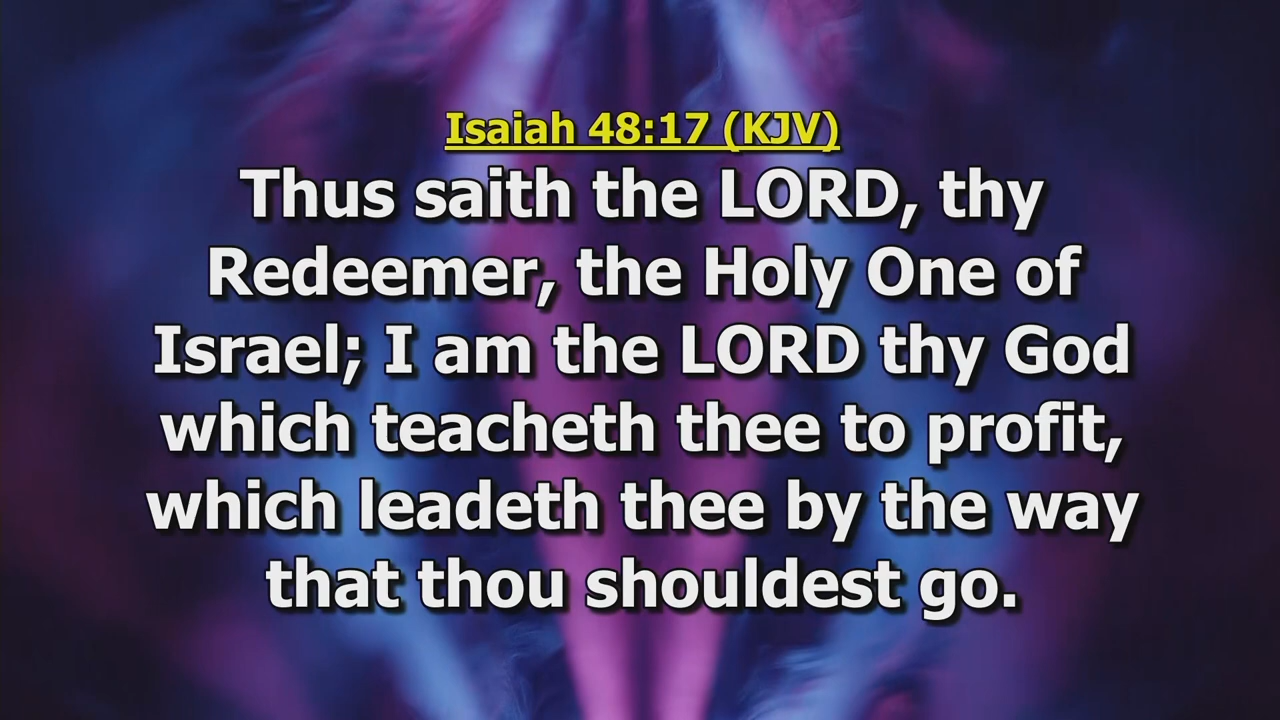 Isaiah 48:17 (KJV)
Thus saith the LORD, thy
Redeemer, the Holy One of
Israel; I am the LORD thy God
which teacheth thee to profit,
which leadeth thee by the way
that thou shouldest go.